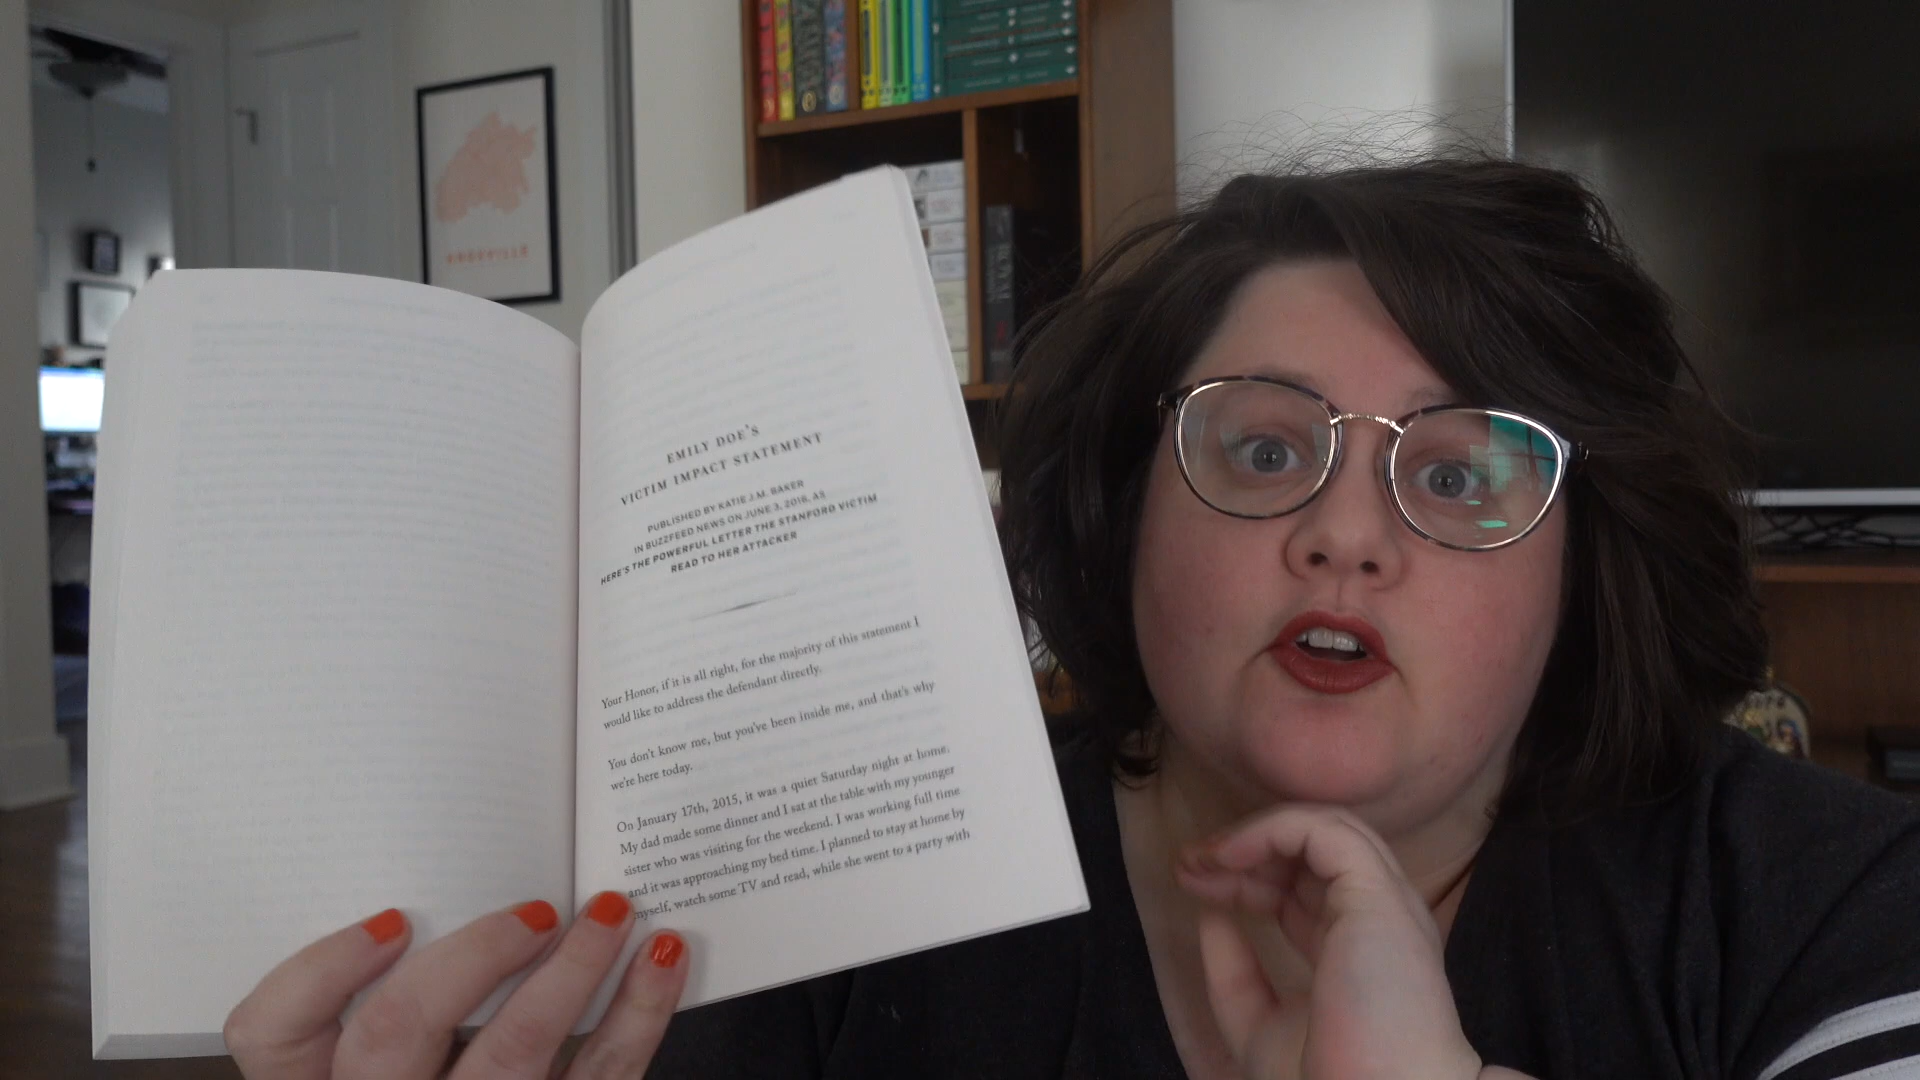 KNOXVILLE
EMILY DOE'S
VICTIM IMPACT STATEMENT
PUBLISHED BY KATIE J.M. BAKER
IN BUZZFEED NEWS ON JUNE 3, 2016, AS
HERE'S THE POWERFUL LETTER THE STANFORD VICTIM
READ TO HER ATTACKER
Your Honor, if it is all right, for the majority of this statement I
would like to address the defendant directly.
You don't know me, but you've been inside me, and that's why
we're here today.
On January 17th, 2015, it was a quiet Saturday night at home.
My dad made some dinner and I sat at the table with my younger
sister who was visiting for the weekend. I was working full time
and it was approaching my bed time. I planned to stay at home by
myself, watch some TV and read, while she went to a party with